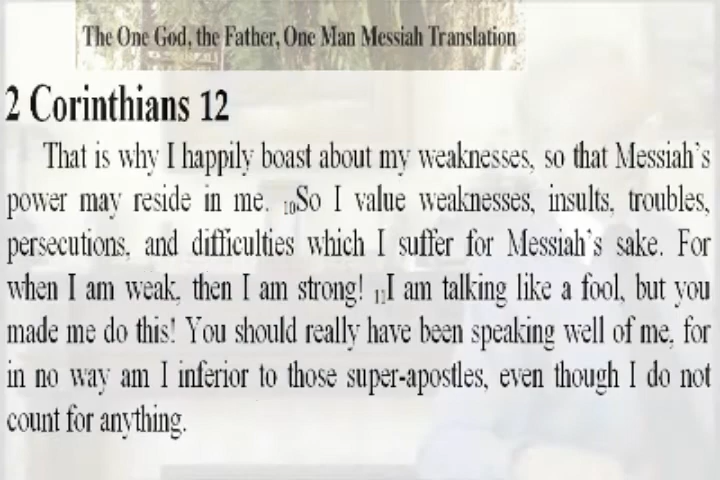 The One God, the Father, One Man Messiah Translation
2 Corinthians 12
That is why I happily boast about my weaknesses, so that Messiah's
power may reside in me. 10So I value weaknesses, insults, troubles,
persecutions, and difficulties which I suffer for Messiah's sake. For
when I am weak, then I am strong! 11I am talking like a fool, but you
made me do this! You should really have been speaking well of me, for
in no way am I inferior to those super-apostles, even though I do not
count for anything.